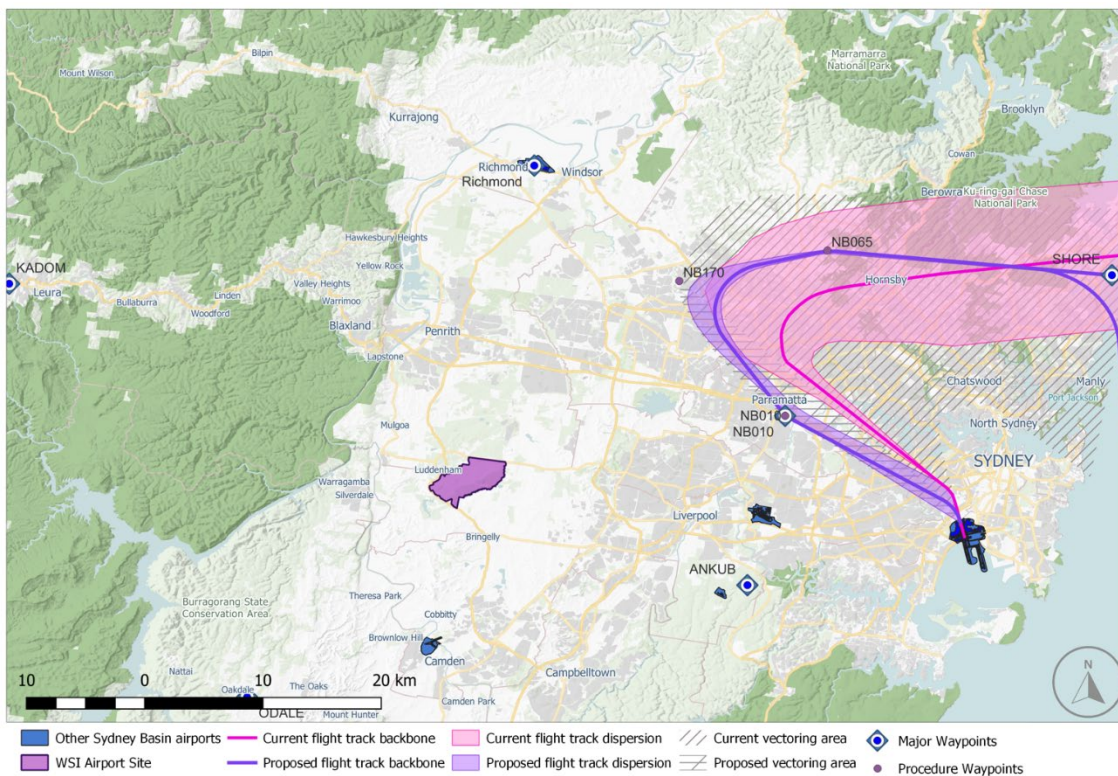 Marramarra
National Park
Bilpin
Mount Wilson
Brooklyn
Kurrajong
Cowan
Richmond
Richmond
Windsor
Berowra
Ku-ring-gai Chase
National Park
Hawkesbury Heights
NB065
KADOM
Yellow Rock
SHORE
Leura
Linden
Valley Heights
NB170
Hornsby
Bullaburra
Warrimoo
Woodford
Blaxland
Penrith
Lapstone
Chatswood
Manly
Parramatta
Port Jackson
NB010
NB010
North Sydney
Mulgoa
SYDNEY
Luddenham
Warragamba
Silverdale
Liverpool
Bringelly
ANKUB
Theresa Park
Burragorang State
Conservation Area
Cobbitty
Brownlow Hill
N
Camden
Nattai
Campbelltown
10 0 10 20 km
Oakdale
The Oaks
Camden Park
ODALE
Mount Hunter
Other Sydney Basin airports
Current flight track backbone
Current flight track dispersion
Current vectoring area
Major Waypoints
WSI Airport Site
Proposed flight track backbone
Proposed flight track dispersion
Proposed vectoring area
Procedure Waypoints